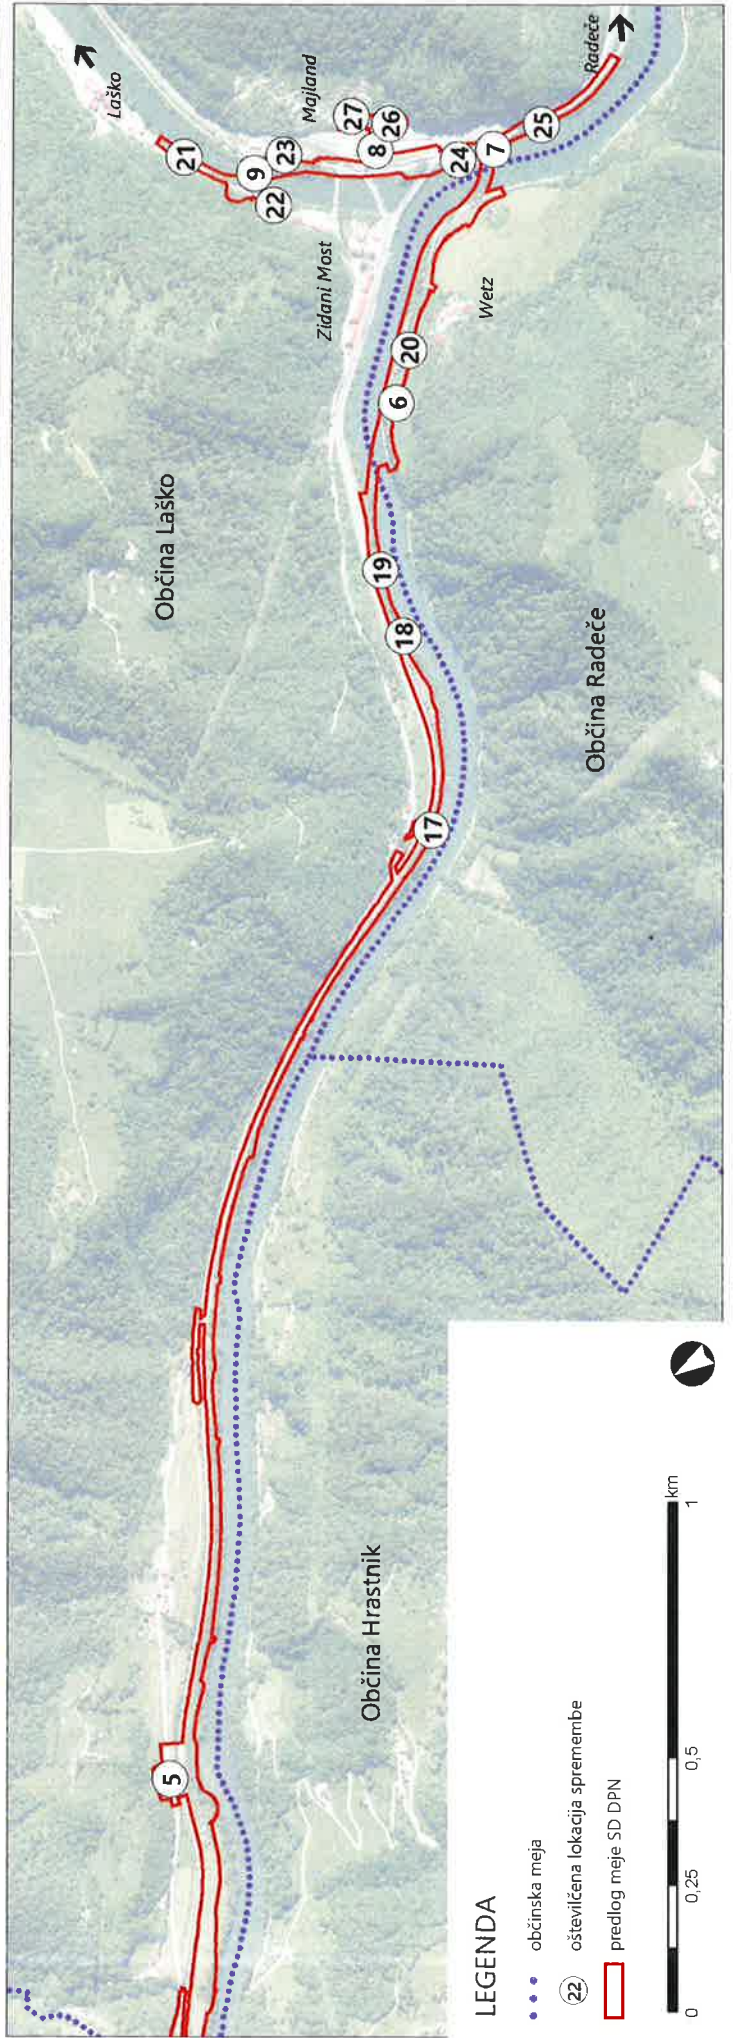 Laško
Majland
Radeče
Zidani Most
Wetz
Občina Laško
Občina Radeče
Občina Hrastnik
21
9
23
22
27
26
8
24
7
25
20
6
19
18
17
5
LEGENDA
občinska meja
22 oštevilčena lokacija spremembe
predlog meje SD DPN
0 0,25 0,5 1 km